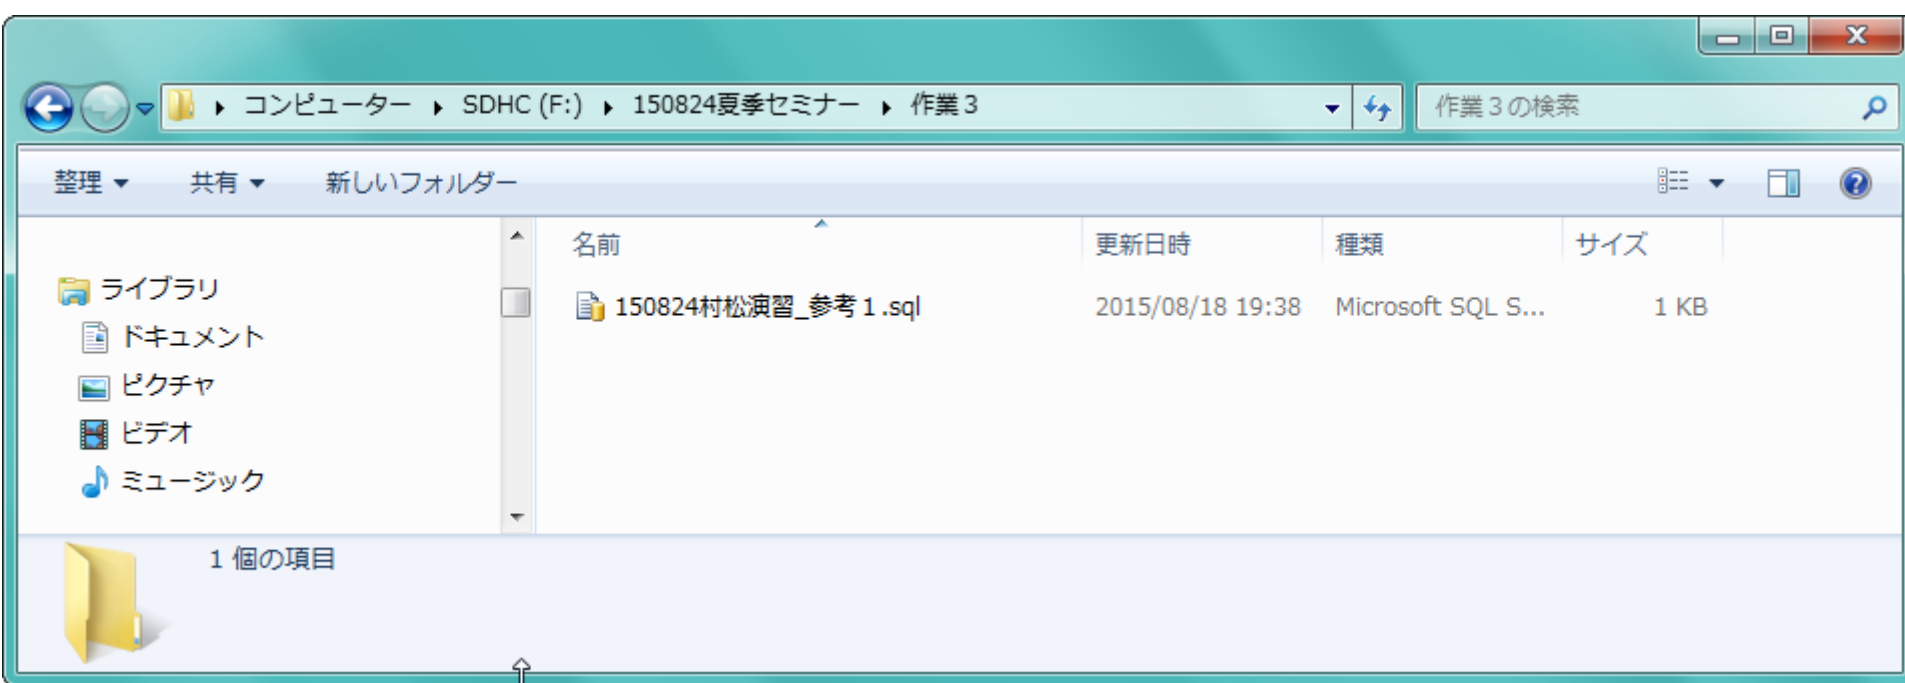 コンピューター ▸ SDHC (F:) ▸ 150824夏季セミナー ▸ 作業３
作業３の検索
整理 ▼ 共有 ▼ 新しいフォルダー
名前 更新日時 種類 サイズ
ライブラリ
ドキュメント
ピクチャ
ビデオ
ミュージック
150824村松演習_参考１.sql 2015/08/18 19:38 Microsoft SQL S... 1 KB
1 個の項目